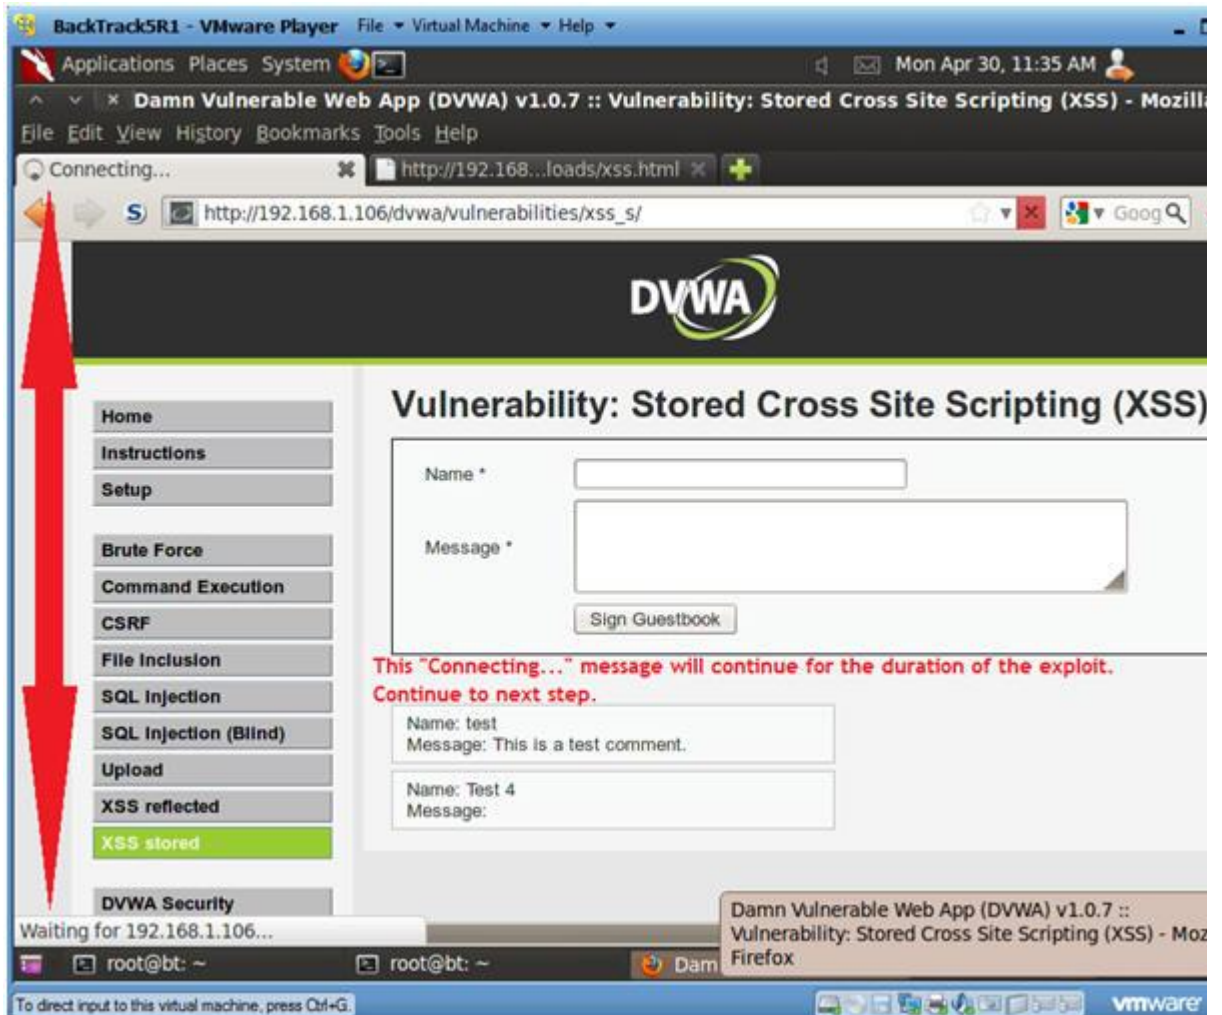 BackTrack5R1 - VMware Player File Virtual Machine Help
Applications Places System Mon Apr 30, 11:35 AM
Damn Vulnerable Web App (DVWA) v1.0.7 :: Vulnerability: Stored Cross Site Scripting (XSS) - Mozilla
File Edit View History Bookmarks Tools Help
Connecting... http://192.168...loads/xss.html
http://192.168.1.106/dvwa/vulnerabilities/xss_s/ Goog
DVWA
Vulnerability: Stored Cross Site Scripting (XSS)
Home
Instructions
Setup
Brute Force
Command Execution
CSRF
File Inclusion
SQL Injection
SQL Injection (Blind)
Upload
XSS reflected
XSS stored
DVWA Security
Name *
Message *
Sign Guestbook
This "Connecting..." message will continue for the duration of the exploit.
Continue to next step.
Name: test
Message: This is a test comment.
Name: Test 4
Message:
Waiting for 192.168.1.106...
Damn Vulnerable Web App (DVWA) v1.0.7 ::
Vulnerability: Stored Cross Site Scripting (XSS) - Moz
Firefox
root@bt: ~ root@bt: ~ Dam
To direct input to this virtual machine, press Ctrl+G.
vmware